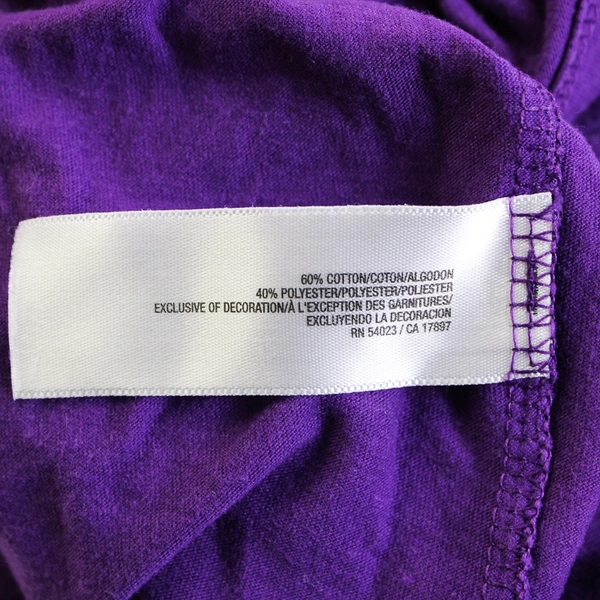 60% COTTON/COTON/ALGODON
40% POLYESTER/POLYESTER/POLIESTER
EXCLUSIVE OF DECORATION/À L'EXCEPTION DES GARNITURES/
EXCLUYENDO LA DECORACION
RN 54023 / CA 17897